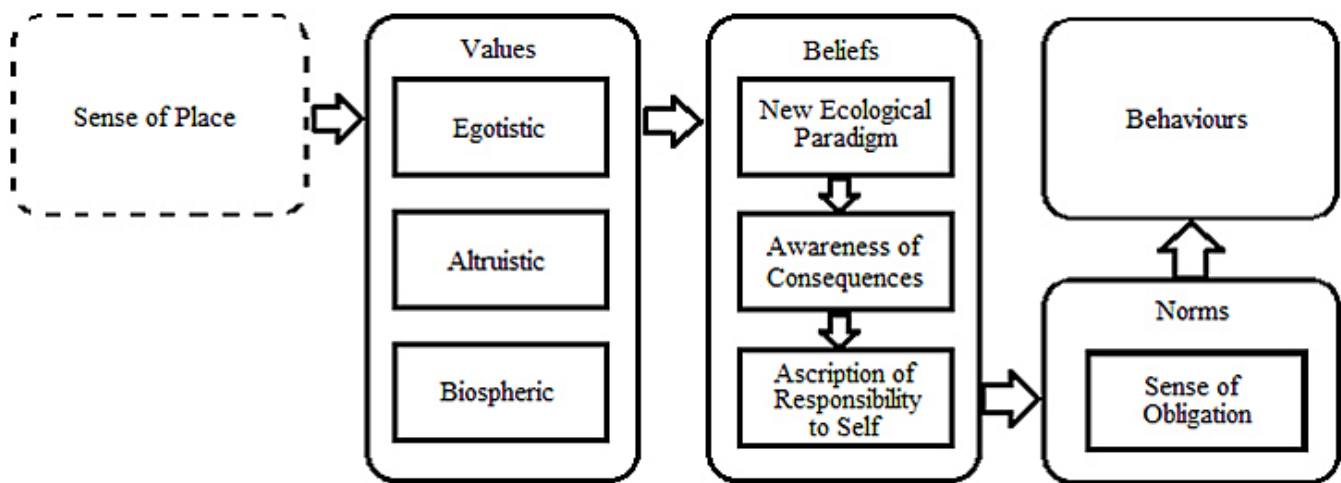 Sense of Place
Values
Egotistic
Altruistic
Biospheric
Beliefs
New Ecological
Paradigm
Awareness of
Consequences
Ascription of
Responsibility
to Self
Behaviours
Norms
Sense of
Obligation